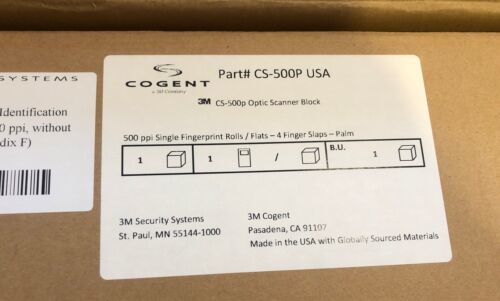 SYSTEMS
Identification
0 ppi, without
dix F)
COGENT
a 3M Company
Part# CS-500P USA
3M CS-500p Optic Scanner Block
500 ppi Single Fingerprint Rolls / Flats – 4 Finger Slaps – Palm
1 1 / B.U. 1
3M Security Systems
St. Paul, MN 55144-1000
3M Cogent
Pasadena, CA 91107
Made in the USA with Globally Sourced Materials